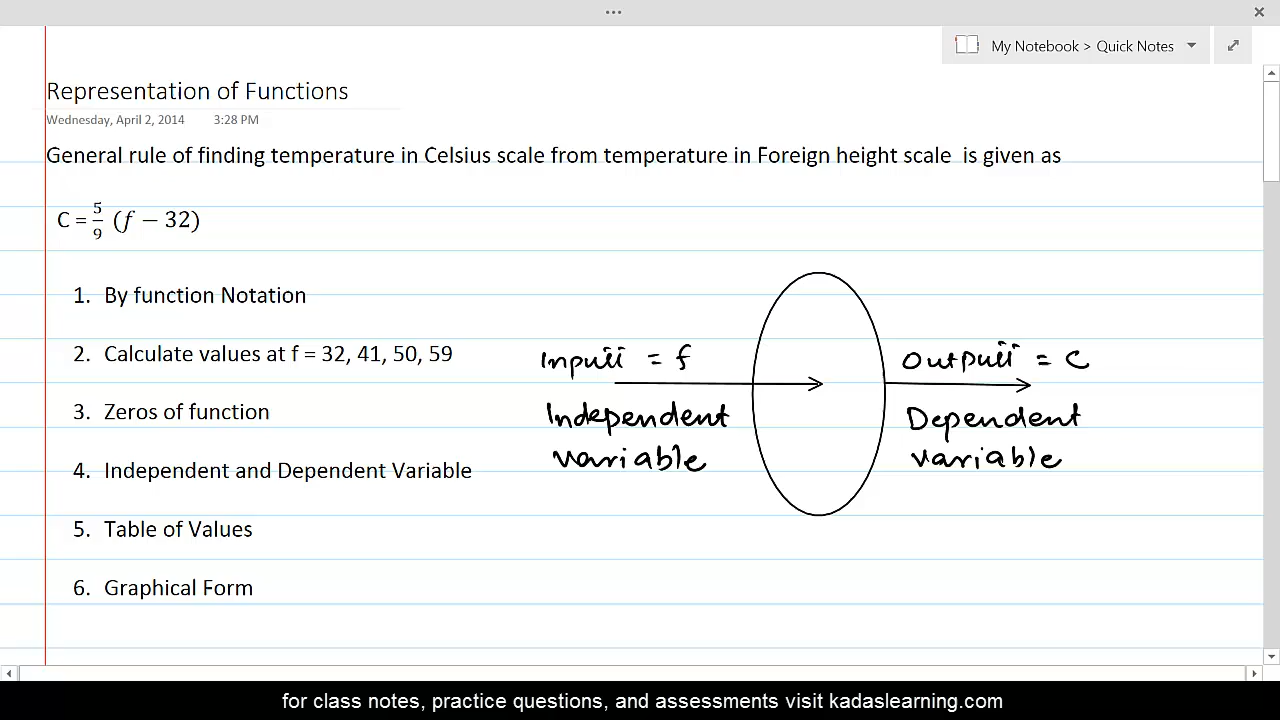 My Notebook > Quick Notes
Representation of Functions
Wednesday, April 2, 2014 3:28 PM
General rule of finding temperature in Celsius scale from temperature in Foreign height scale is given as
C = 5/9 (f − 32)
1. By function Notation
2. Calculate values at f = 32, 41, 50, 59
3. Zeros of function
4. Independent and Dependent Variable
5. Table of Values
6. Graphical Form
"Input" = f
Independent
variable
"Output" = C
Dependent
variable
for class notes, practice questions, and assessments visit kadaslearning.com